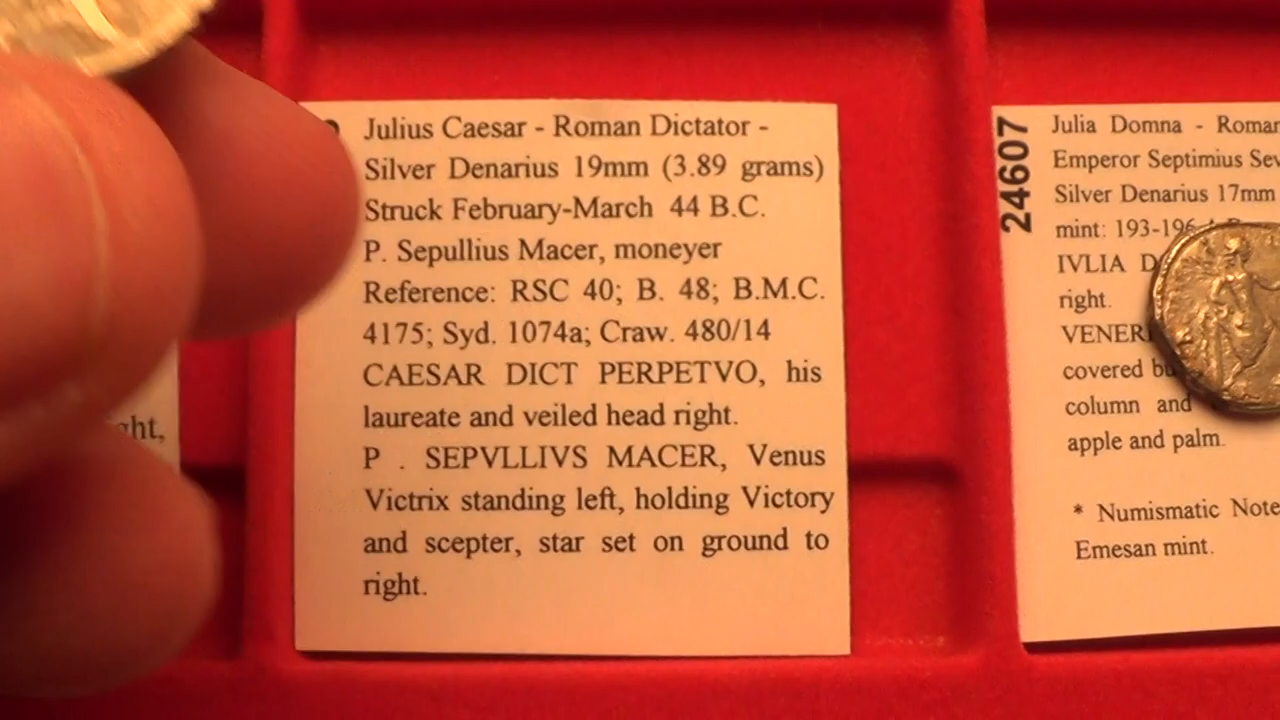 ght,
Julius Caesar - Roman Dictator -
Silver Denarius 19mm (3.89 grams)
Struck February-March 44 B.C.
P. Sepullius Macer, moneyer
Reference: RSC 40; B. 48; B.M.C.
4175; Syd. 1074a; Craw. 480/14
CAESAR DICT PERPETVO, his
laureate and veiled head right.
P . SEPVLLIVS MACER, Venus
Victrix standing left, holding Victory
and scepter, star set on ground to
right.
24607
Julia Domna - Roman
Emperor Septimius Sev
Silver Denarius 17mm
mint: 193-196
IVLIA D
right.
VENERI
covered bu
column and
apple and palm.
* Numismatic Note
Emesan mint.